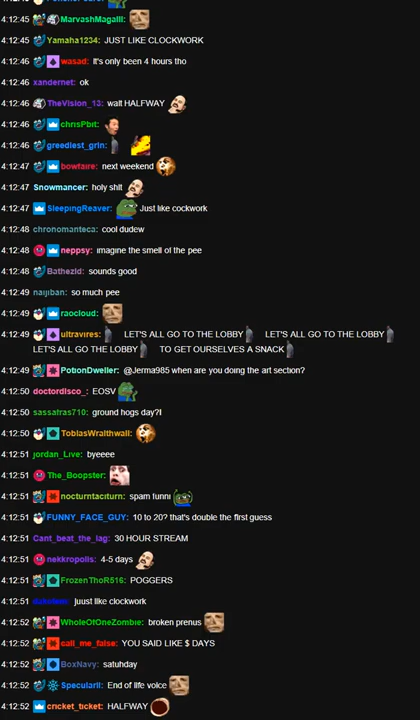 4:12:45 MarvashMagalli:
4:12:45 Yamaha1234: JUST LIKE CLOCKWORK
4:12:46 wasad: It's only been 4 hours tho
4:12:46 xandernet: ok
4:12:46 TheVision_13: wait HALFWAY
4:12:46 chrisPbit:
4:12:46 greediest_grin:
4:12:47 bowfaire: next weekend
4:12:47 Snowmancer: holy shit
4:12:47 SleepingReaver: Just like cockwork
4:12:48 chronomanteca: cool dudew
4:12:48 neppsy: imagine the smell of the pee
4:12:48 Bathezid: sounds good
4:12:49 naijiban: so much pee
4:12:49 raocloud:
4:12:49 ultravires: LET'S ALL GO TO THE LOBBY LET'S ALL GO TO THE LOBBY
LET'S ALL GO THE LOBBY TO GET OURSELVES A SNACK
4:12:49 PotionDweller: @Jerma985 when are you doing the art section?
4:12:50 doctordisco_: EOSV
4:12:50 sassafras710: ground hogs day?!
4:12:50 TobiasWraithwall:
4:12:51 jordan_Live: byeeee
4:12:51 The_Boopster:
4:12:51 nocturntaciturn: spam funni
4:12:51 FUNNY_FACE_GUY: 10 to 20? that's double the first guess
4:12:51 Cant_beat_the_lag: 30 HOUR STREAM
4:12:51 nekkropolis: 4-5 days
4:12:51 FrozenThoR516: POGGERS
4:12:51 juust like clockwork
4:12:52 WholeOfOneZombie: broken prenus
4:12:52 call_me_false: YOU SAID LIKE $ DAYS
4:12:52 BoxNavy: satuhday
4:12:52 Specularii: End of life voice
4:12:52 cricket_ticket: HALFWAY